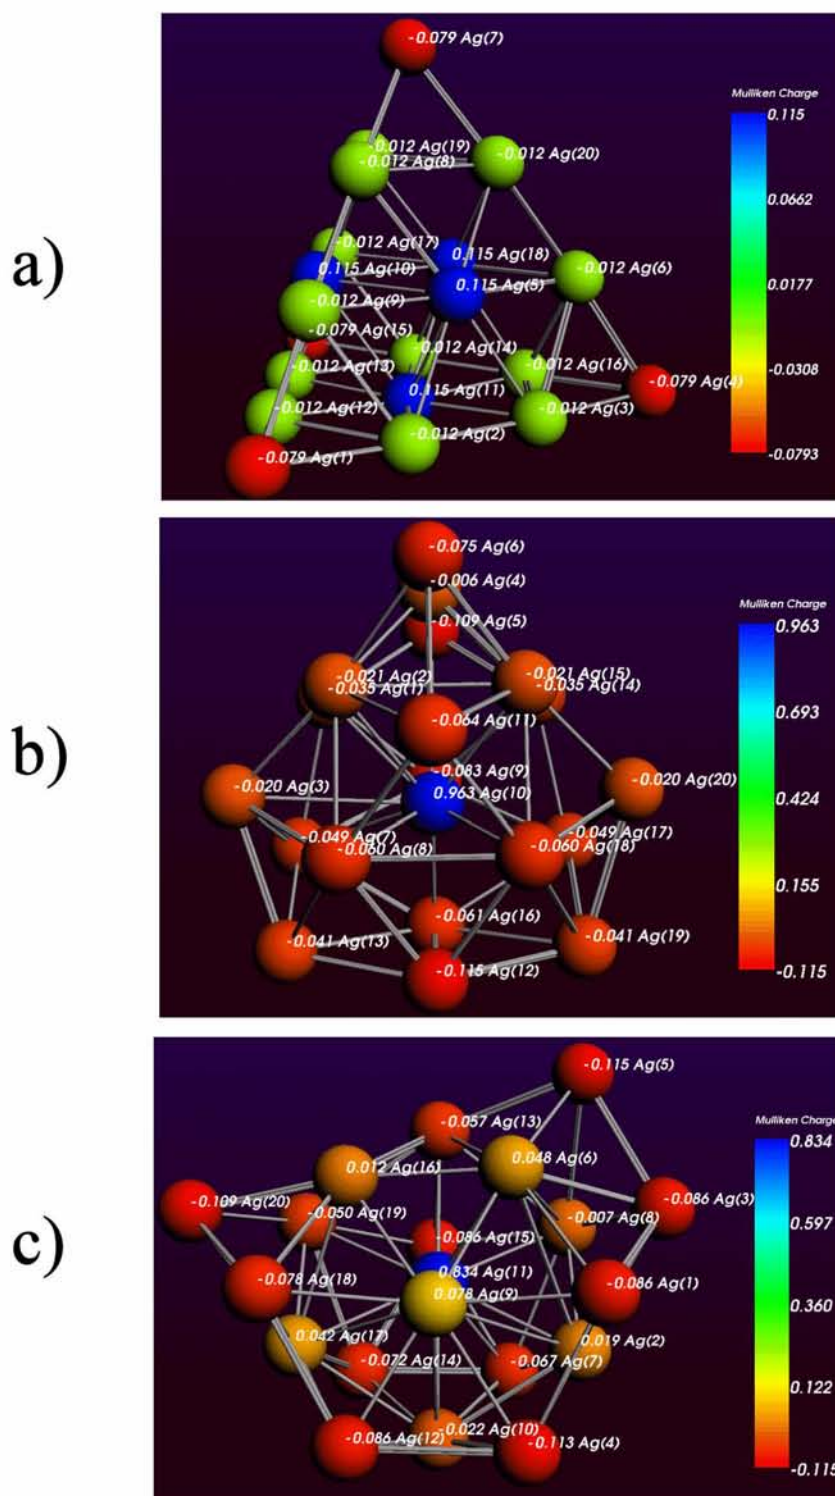 a)
-0.079 Ag(7)
Mulliken Charge
0.115
0.0662
0.0177
-0.0308
-0.0793
-0.012 Ag(19)
-0.012 Ag(8)
-0.012 Ag(20)
-0.012 Ag(17)
0.115 Ag(18)
0.115 Ag(10)
-0.012 Ag(6)
0.115 Ag(5)
-0.012 Ag(9)
-0.079 Ag(15)
-0.012 Ag(14)
-0.012 Ag(13)
-0.012 Ag(16)
-0.079 Ag(4)
0.115 Ag(11)
-0.012 Ag(12)
-0.012 Ag(3)
-0.012 Ag(2)
-0.079 Ag(1)
b)
-0.075 Ag(6)
-0.006 Ag(4)
-0.109 Ag(5)
Mulliken Charge
0.963
0.693
0.424
0.155
-0.115
-0.021 Ag(2)
-0.021 Ag(15)
-0.035 Ag(1)
-0.035 Ag(14)
-0.064 Ag(11)
-0.083 Ag(9)
-0.020 Ag(3)
-0.020 Ag(20)
0.963 Ag(10)
-0.049 Ag(7)
-0.049 Ag(17)
-0.060 Ag(8)
-0.060 Ag(18)
-0.061 Ag(16)
-0.041 Ag(13)
-0.041 Ag(19)
-0.115 Ag(12)
c)
-0.115 Ag(5)
Mulliken Charge
0.834
0.597
0.360
0.122
-0.115
-0.057 Ag(13)
0.048 Ag(6)
0.012 Ag(16)
-0.086 Ag(3)
-0.109 Ag(20)
-0.050 Ag(19)
-0.007 Ag(8)
-0.086 Ag(15)
0.834 Ag(11)
-0.078 Ag(18)
0.078 Ag(9)
-0.086 Ag(1)
0.042 Ag(17)
0.019 Ag(2)
-0.072 Ag(14)
-0.067 Ag(7)
-0.022 Ag(10)
-0.086 Ag(12)
-0.113 Ag(4)